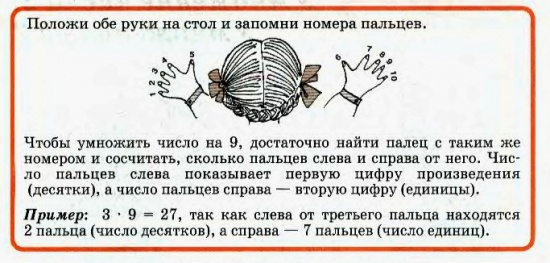 Положи обе руки на стол и запомни номера пальцев.
1 2 3 4 5 6 7 8 9 10
Чтобы умножить число на 9, достаточно найти палец с таким же
номером и сосчитать, сколько пальцев слева и справа от него. Чис-
ло пальцев слева показывает первую цифру произведения
(десятки), а число пальцев справа — вторую цифру (единицы).
Пример: 3 · 9 = 27, так как слева от третьего пальца находятся
2 пальца (число десятков), а справа — 7 пальцев (число единиц).